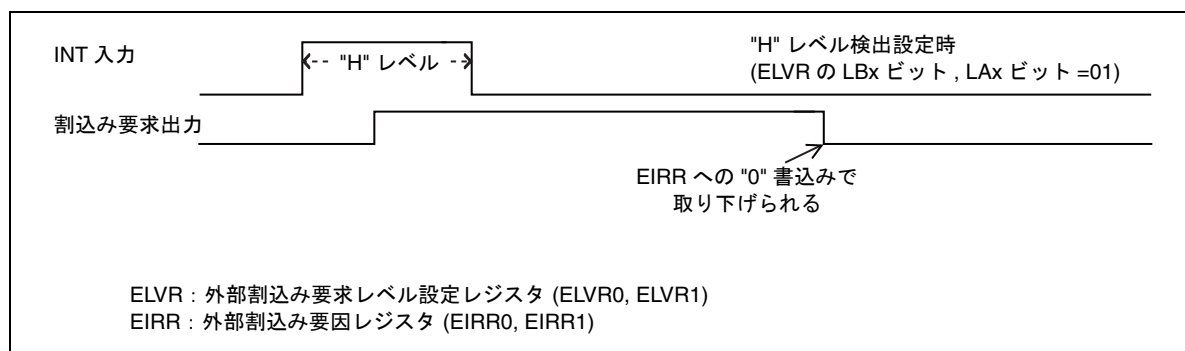 INT 入力
"H" レベル
"H" レベル検出設定時
(ELVR の LBx ビット , LAx ビット =01)
割込み要求出力
EIRR への "0" 書込みで
取り下げられる
ELVR : 外部割込み要求レベル設定レジスタ (ELVR0, ELVR1)
EIRR : 外部割込み要因レジスタ (EIRR0, EIRR1)